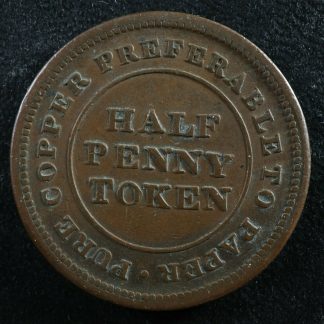 PURE COPPER PREFERABLE TO PAPER ·
HALF
PENNY
TOKEN